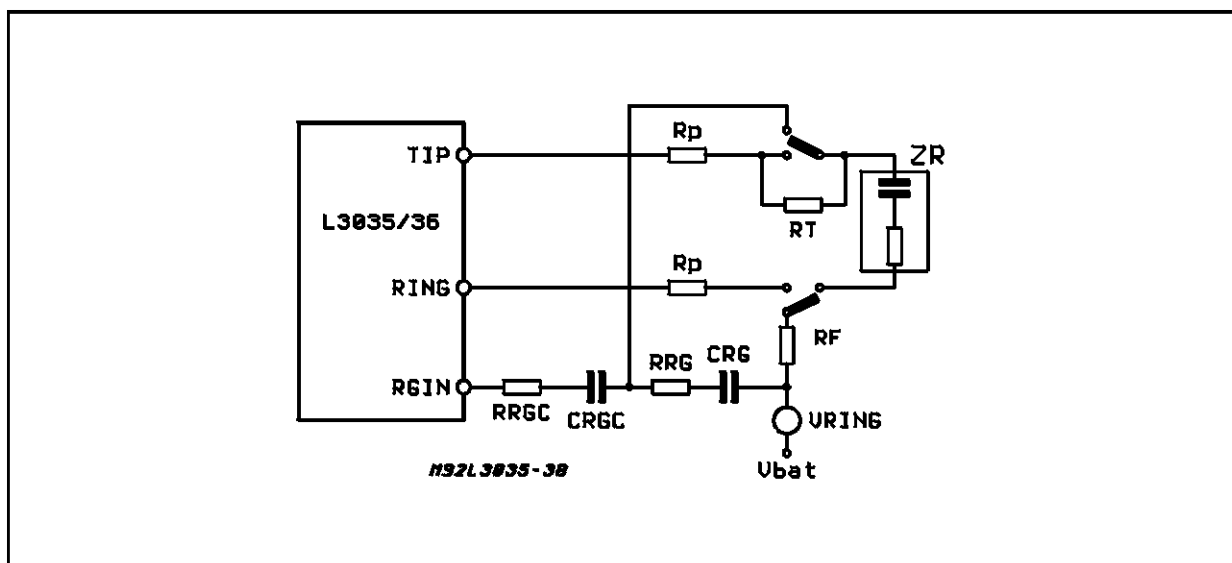 Rp
TIP
ZR
L3035/36
RT
Rp
RING
RF
RGIN
RRG
CRG
RRGC
CRGC
VRING
M92L3035-38
Vbat